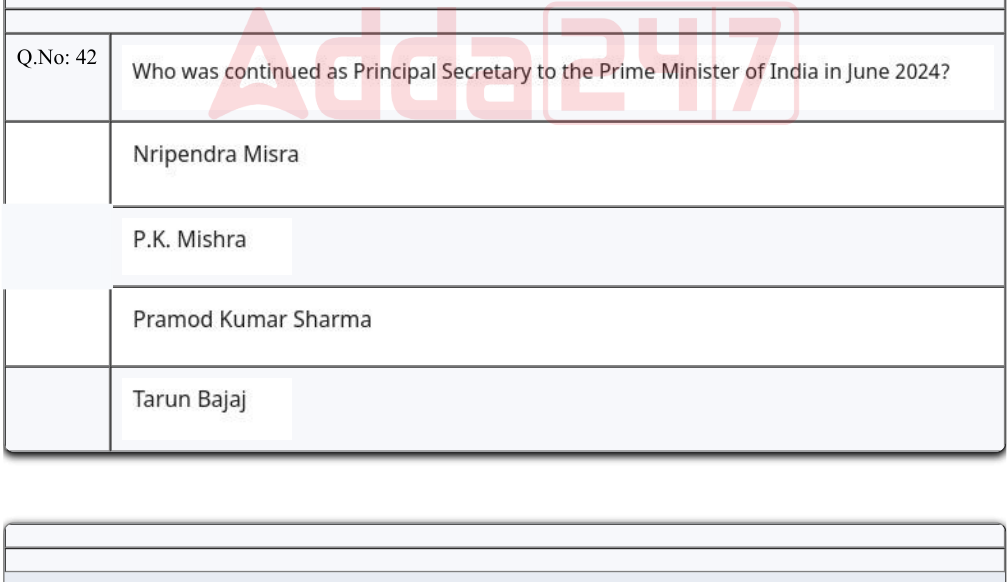 Adda247
Q.No: 42
Who was continued as Principal Secretary to the Prime Minister of India in June 2024?
Nripendra Misra
P.K. Mishra
Pramod Kumar Sharma
Tarun Bajaj